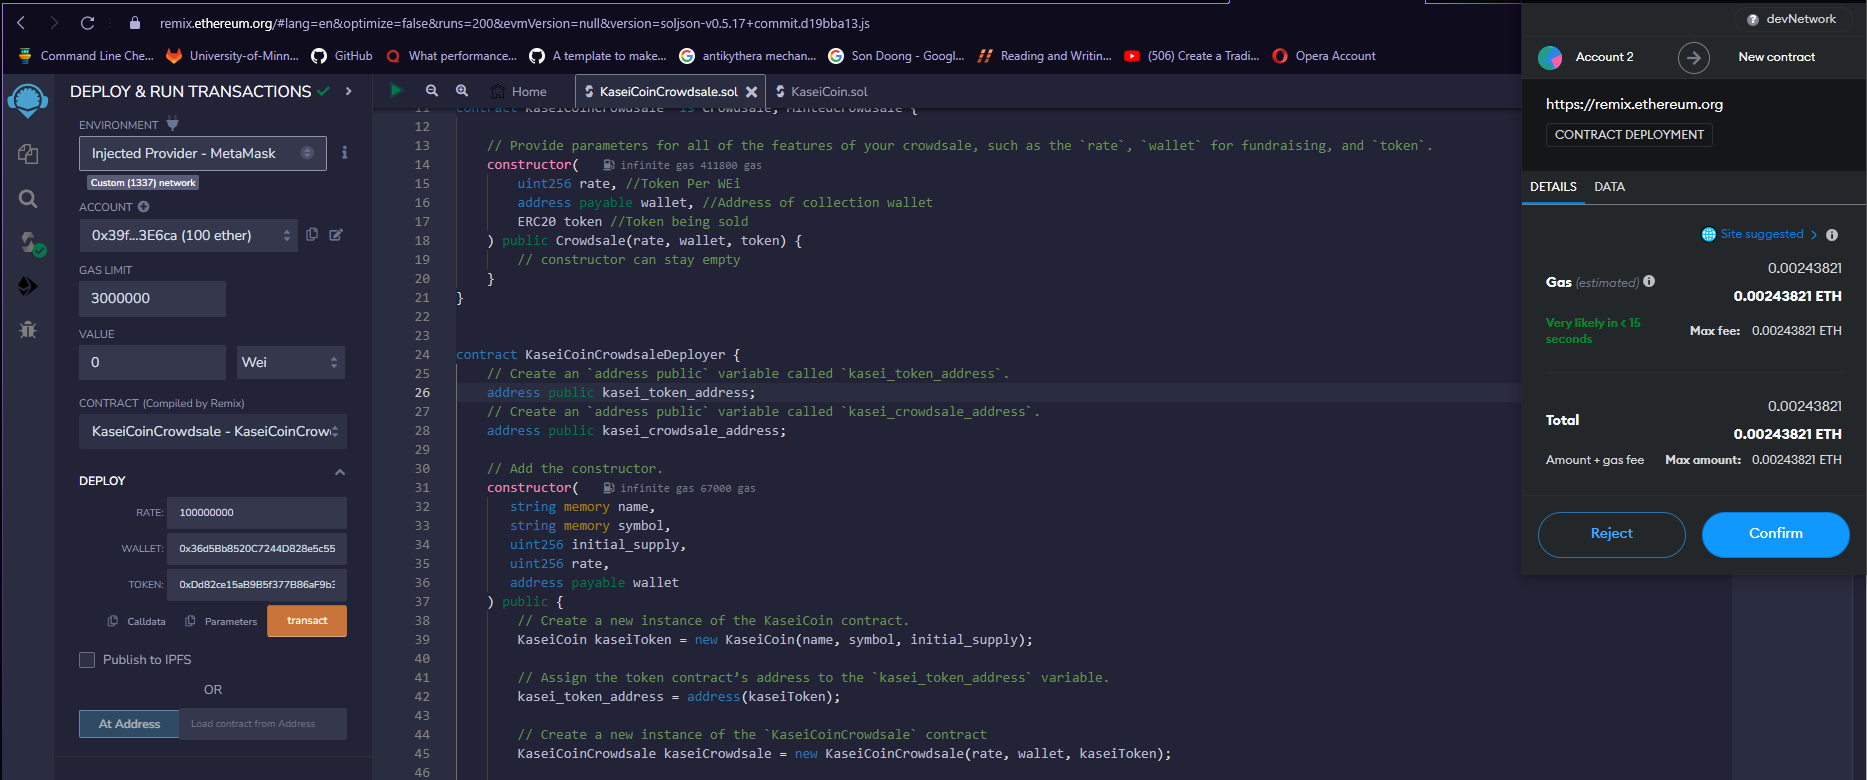 remix.ethereum.org/#lang=en&optimize=false&runs=200&evmVersion=null&version=soljson-v0.5.17+commit.d19bba13.js
Command Line Che... University-of-Minn... GitHub What performance... A template to make... antikythera mechan... Son Doong - Googl... Reading and Writin... (506) Create a Tradi... Opera Account
DEPLOY & RUN TRANSACTIONS
ENVIRONMENT
Injected Provider - MetaMask
Custom (1337) network
ACCOUNT
0x39f...3E6ca (100 ether)
GAS LIMIT
3000000
VALUE
0 Wei
CONTRACT (Compiled by Remix)
KaseiCoinCrowdsale - KaseiCoinCrow
DEPLOY
RATE: 100000000
WALLET: 0x36d5Bb8520C7244D828e5c55
TOKEN: 0xDd82ce15aB9B5f377B86aF9b3
Calldata Parameters transact
Publish to IPFS
OR
At Address Load contract from Address
Home KaseiCoinCrowdsale.sol KaseiCoin.sol
11 contract KaseiCoinCrowdsale is Crowdsale, MintedCrowdsale {
12
13 // Provide parameters for all of the features of your crowdsale, such as the `rate`, `wallet` for fundraising, and `token`.
14 constructor( infinite gas 411800 gas
15 uint256 rate, //Token Per WEi
16 address payable wallet, //Address of collection wallet
17 ERC20 token //Token being sold
18 ) public Crowdsale(rate, wallet, token) {
19 // constructor can stay empty
20 }
21 }
22
23
24 contract KaseiCoinCrowdsaleDeployer {
25 // Create an `address public` variable called `kasei_token_address`.
26 address public kasei_token_address;
27 // Create an `address public` variable called `kasei_crowdsale_address`.
28 address public kasei_crowdsale_address;
29
30 // Add the constructor.
31 constructor( infinite gas 67000 gas
32 string memory name,
33 string memory symbol,
34 uint256 initial_supply,
35 uint256 rate,
36 address payable wallet
37 ) public {
38 // Create a new instance of the KaseiCoin contract.
39 KaseiCoin kaseiToken = new KaseiCoin(name, symbol, initial_supply);
40
41 // Assign the token contract’s address to the `kasei_token_address` variable.
42 kasei_token_address = address(kaseiToken);
43
44 // Create a new instance of the `KaseiCoinCrowdsale` contract
45 KaseiCoinCrowdsale kaseiCrowdsale = new KaseiCoinCrowdsale(rate, wallet, kaseiToken);
46
devNetwork
Account 2 New contract
https://remix.ethereum.org
CONTRACT DEPLOYMENT
DETAILS DATA
Site suggested
0.00243821
Gas (estimated) 0.00243821 ETH
Very likely in < 15 seconds Max fee: 0.00243821 ETH
0.00243821
Total 0.00243821 ETH
Amount + gas fee Max amount: 0.00243821 ETH
Reject Confirm